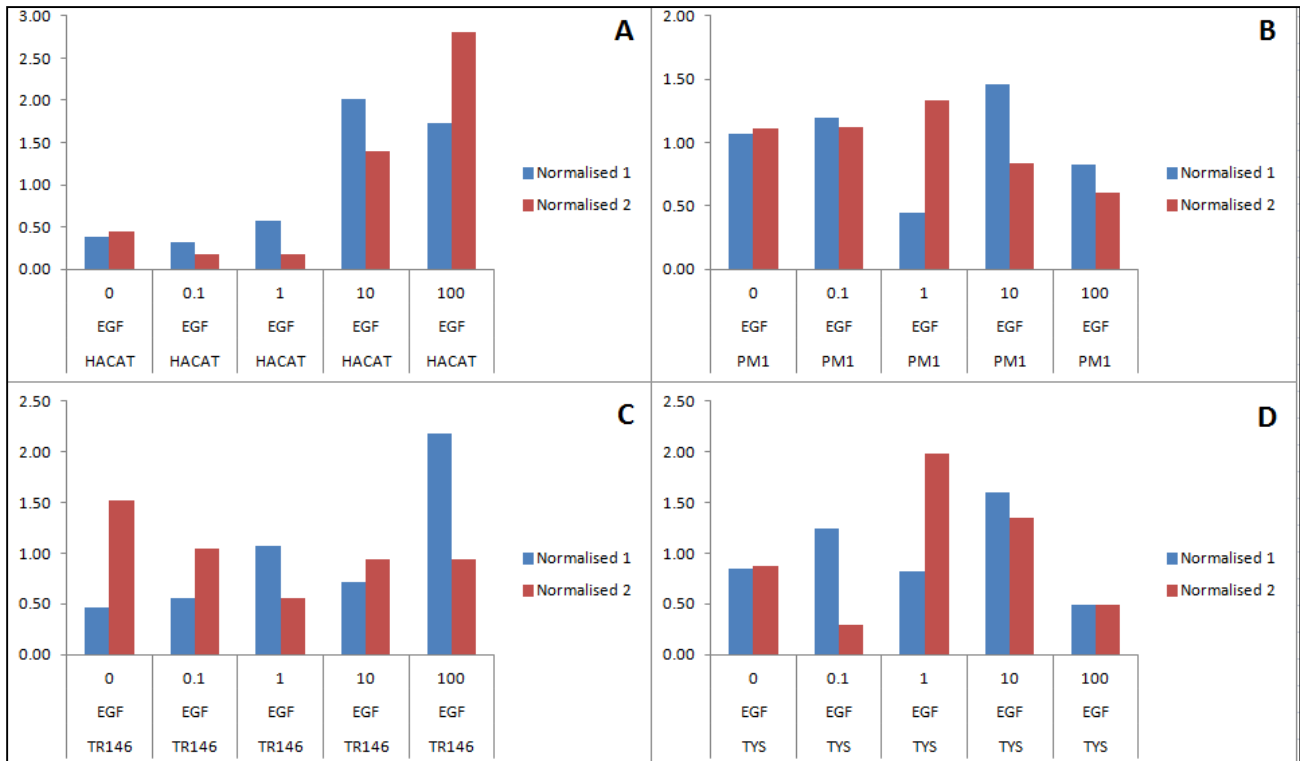 A
3.00
2.50
2.00
1.50
1.00
0.50
0.00
Normalised 1
Normalised 2
0 0.1 1 10 100
EGF EGF EGF EGF EGF
HACAT HACAT HACAT HACAT HACAT
B
2.00
1.50
1.00
0.50
0.00
Normalised 1
Normalised 2
0 0.1 1 10 100
EGF EGF EGF EGF EGF
PM1 PM1 PM1 PM1 PM1
C
2.50
2.00
1.50
1.00
0.50
0.00
Normalised 1
Normalised 2
0 0.1 1 10 100
EGF EGF EGF EGF EGF
TR146 TR146 TR146 TR146 TR146
D
2.50
2.00
1.50
1.00
0.50
0.00
Normalised 1
Normalised 2
0 0.1 1 10 100
EGF EGF EGF EGF EGF
TYS TYS TYS TYS TYS